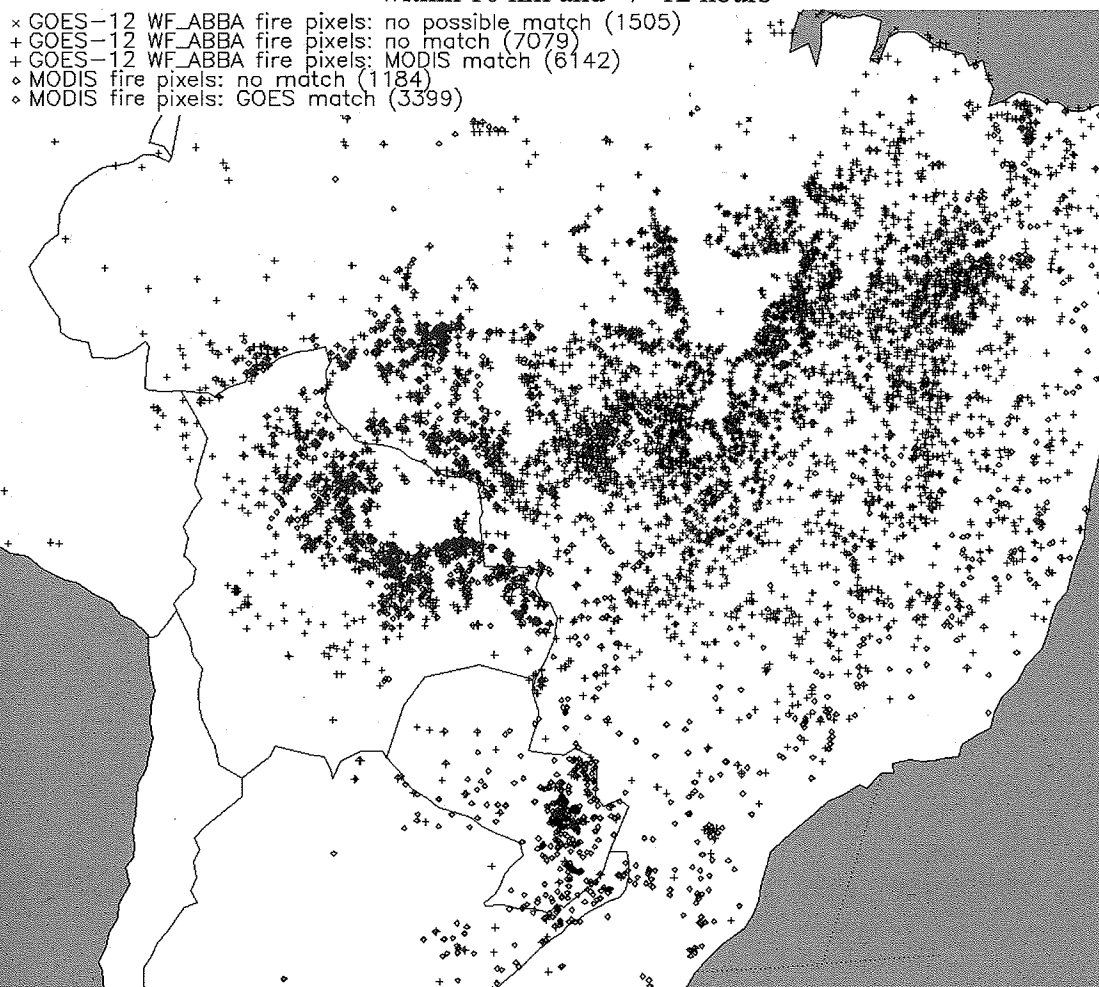 × GOES-12 WF_ABBA fire pixels: no possible match (1505)
+ GOES-12 WF_ABBA fire pixels: no match (7079)
+ GOES-12 WF_ABBA fire pixels: MODIS match (6142)
⋄ MODIS fire pixels: no match (1184)
⋄ MODIS fire pixels: GOES match (3399)